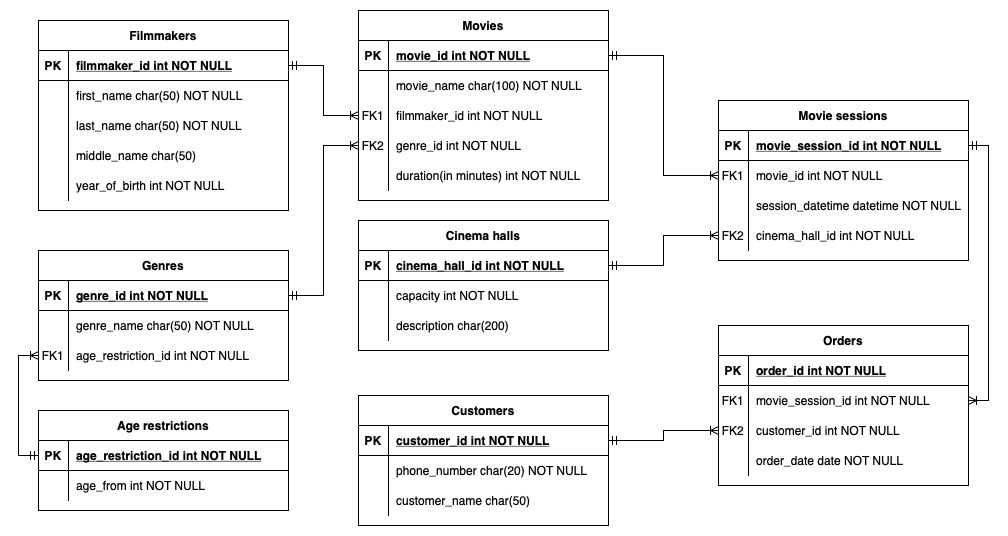 Filmmakers
PK filmmaker_id int NOT NULL
first_name char(50) NOT NULL
last_name char(50) NOT NULL
middle_name char(50)
year_of_birth int NOT NULL
Movies
PK movie_id int NOT NULL
movie_name char(100) NOT NULL
FK1 filmmaker_id int NOT NULL
FK2 genre_id int NOT NULL
duration(in minutes) int NOT NULL
Movie sessions
PK movie_session_id int NOT NULL
FK1 movie_id int NOT NULL
session_datetime datetime NOT NULL
FK2 cinema_hall_id int NOT NULL
Cinema halls
PK cinema_hall_id int NOT NULL
capacity int NOT NULL
description char(200)
Genres
PK genre_id int NOT NULL
genre_name char(50) NOT NULL
FK1 age_restriction_id int NOT NULL
Orders
PK order_id int NOT NULL
FK1 movie_session_id int NOT NULL
FK2 customer_id int NOT NULL
order_date date NOT NULL
Age restrictions
PK age_restriction_id int NOT NULL
age_from int NOT NULL
Customers
PK customer_id int NOT NULL
phone_number char(20) NOT NULL
customer_name char(50)